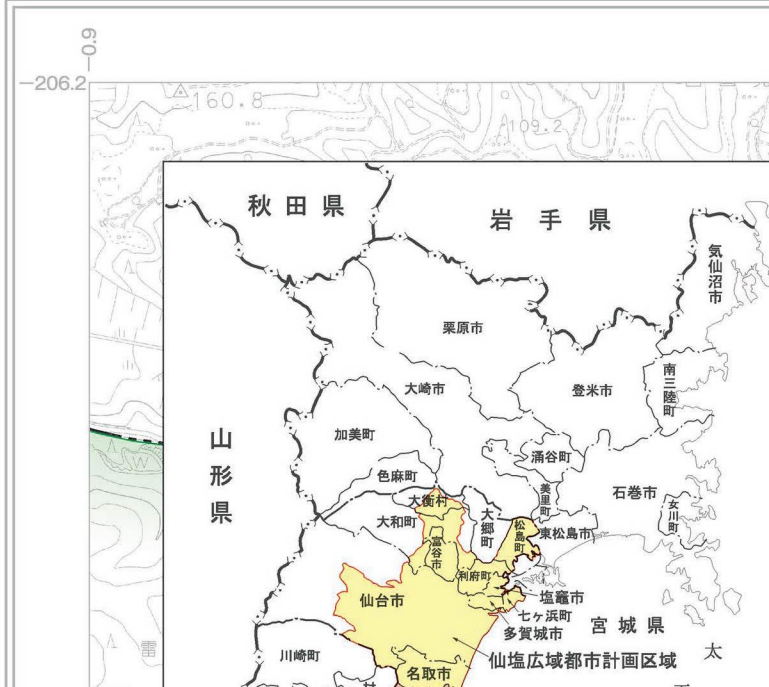 -0.9
-206.2
160.8
109.2
秋田県
岩手県
気仙沼市
栗原市
南三陸町
大崎市
登米市
加美町
山形県
涌谷町
色麻町
美里町
石巻市
女川町
大衡村
大郷町
大和町
松島町
東松島市
富谷市
利府町
仙台市
塩竈市
七ヶ浜町
宮城県
多賀城市
太
川崎町
仙塩広域都市計画区域
名取市